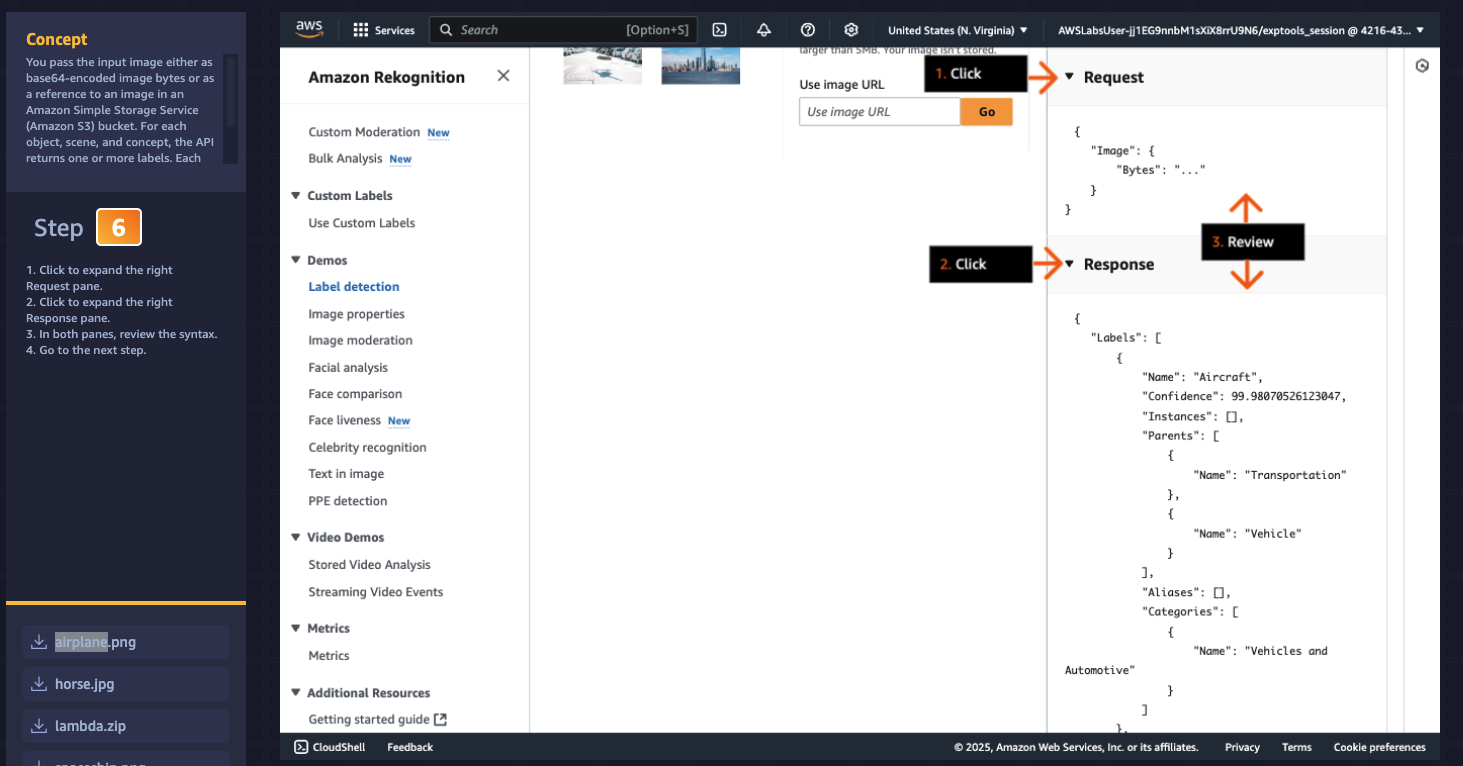 Concept
You pass the input image either as
base64-encoded image bytes or as
a reference to an image in an
Amazon Simple Storage Service
(Amazon S3) bucket. For each
object, scene, and concept, the API
returns one or more labels. Each
Step 6
1. Click to expand the right
Request pane.
2. Click to expand the right
Response pane.
3. In both panes, review the syntax.
4. Go to the next step.
airplane.png
horse.jpg
lambda.zip
spaceship.png
aws
Services
Search
[Option+S]
United States (N. Virginia)
AWSLabsUser-jj1EG9nnbM1sXiX8rrU9N6/exptools_session @ 4216-43...
Amazon Rekognition
Custom Moderation New
Bulk Analysis New
Custom Labels
Use Custom Labels
Demos
Label detection
Image properties
Image moderation
Facial analysis
Face comparison
Face liveness New
Celebrity recognition
Text in image
PPE detection
Video Demos
Stored Video Analysis
Streaming Video Events
Metrics
Metrics
Additional Resources
Getting started guide
larger than 5MB. Your image isn't stored.
Use image URL
Use image URL
Go
1. Click
Request
{
"Image": {
"Bytes": "..."
}
}
3. Review
2. Click
Response
{
"Labels": [
{
"Name": "Aircraft",
"Confidence": 99.98070526123047,
"Instances": [],
"Parents": [
{
"Name": "Transportation"
},
{
"Name": "Vehicle"
}
],
"Aliases": [],
"Categories": [
{
"Name": "Vehicles and
Automotive"
}
]
},
CloudShell
Feedback
© 2025, Amazon Web Services, Inc. or its affiliates.
Privacy
Terms
Cookie preferences